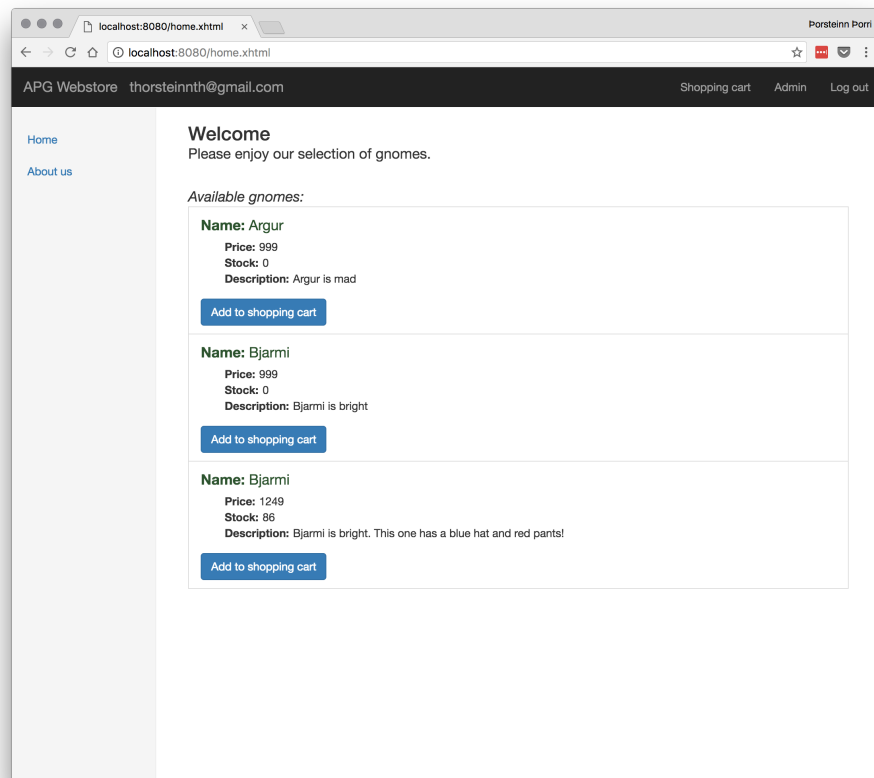 localhost:8080/home.xhtml
Þorsteinn Þorri
localhost:8080/home.xhtml
APG Webstore thorsteinnth@gmail.com Shopping cart Admin Log out
Home
About us
Welcome
Please enjoy our selection of gnomes.
Available gnomes:
Name: Argur
Price: 999
Stock: 0
Description: Argur is mad
Add to shopping cart
Name: Bjarmi
Price: 999
Stock: 0
Description: Bjarmi is bright
Add to shopping cart
Name: Bjarmi
Price: 1249
Stock: 86
Description: Bjarmi is bright. This one has a blue hat and red pants!
Add to shopping cart